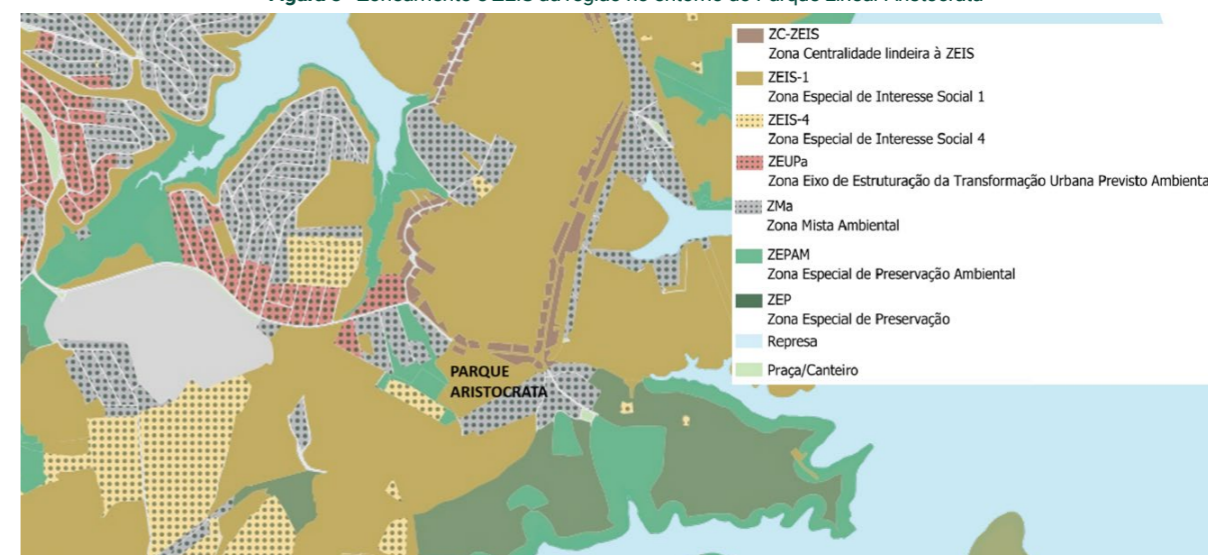 ZC-ZEIS
Zona Centralidade lindeira à ZEIS
ZEIS-1
Zona Especial de Interesse Social 1
ZEIS-4
Zona Especial de Interesse Social 4
ZEUPa
Zona Eixo de Estruturação da Transformação Urbana Previsto Ambienta
ZMa
Zona Mista Ambiental
ZEPAM
Zona Especial de Preservação Ambiental
ZEP
Zona Especial de Preservação
Represa
Praça/Canteiro
PARQUE
ARISTOCRATA